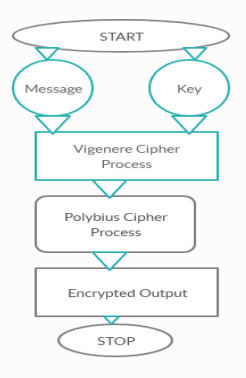 START
Message
Key
Vigenere Cipher
Process
Polybius Cipher
Process
Encrypted Output
STOP